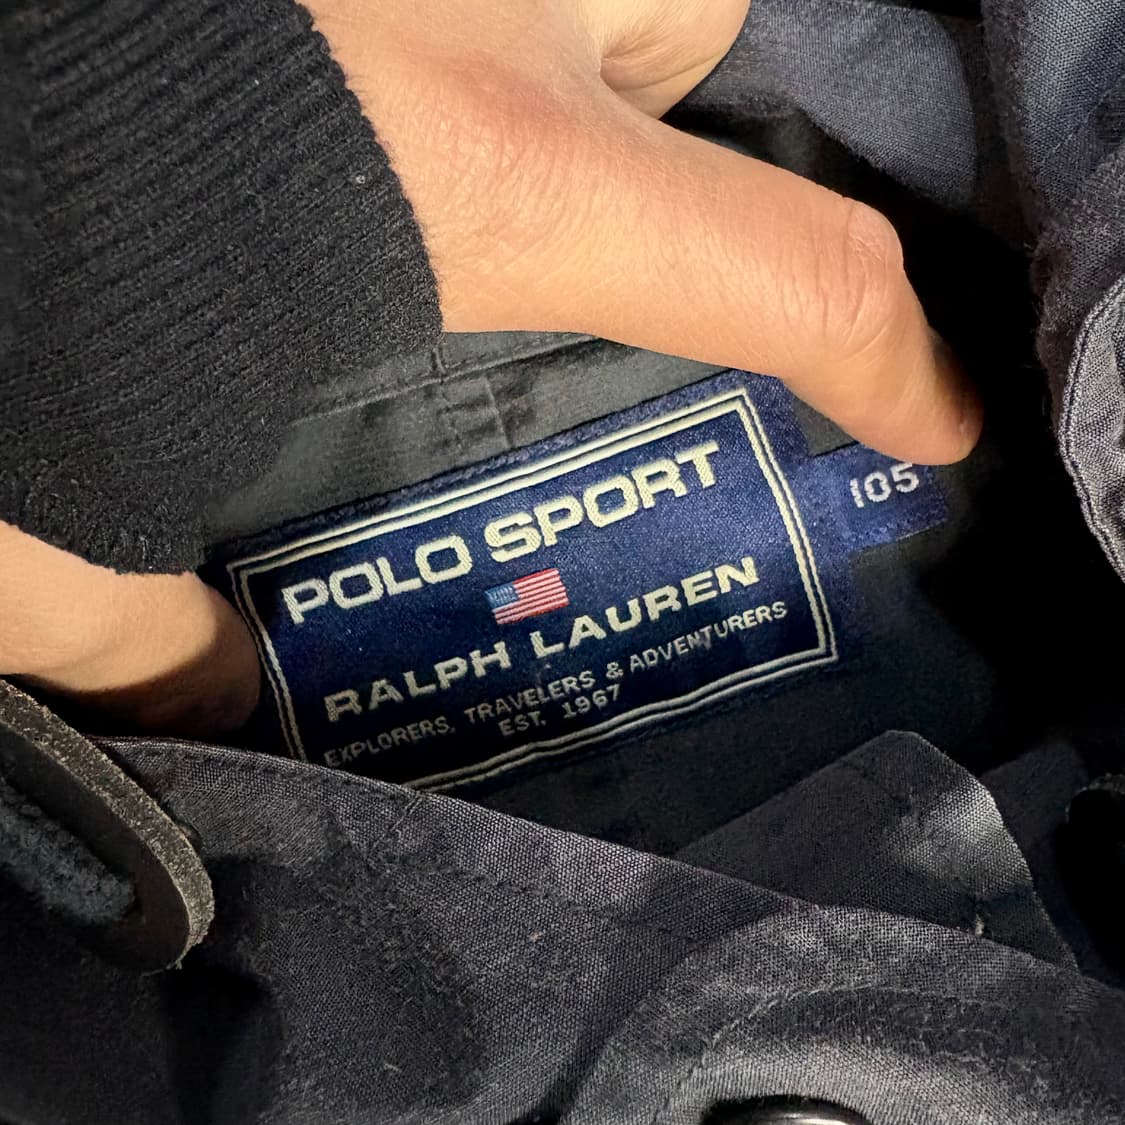 POLO SPORT
RALPH LAUREN
EXPLORERS, TRAVELERS & ADVENTURERS
EST. 1967
105